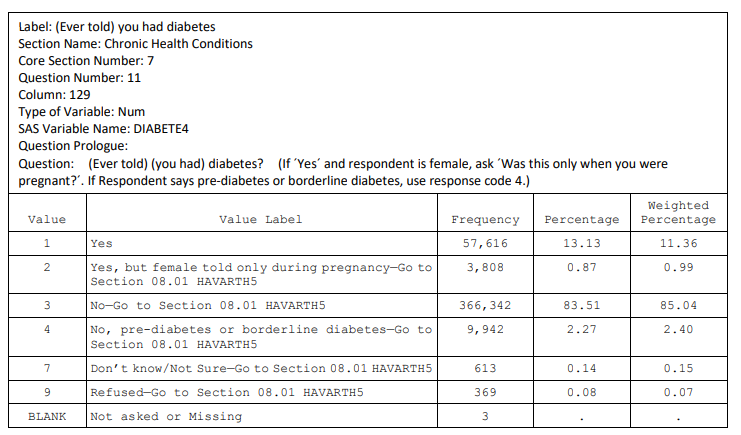 Label: (Ever told) you had diabetes
Section Name: Chronic Health Conditions
Core Section Number: 7
Question Number: 11
Column: 129
Type of Variable: Num
SAS Variable Name: DIABETE4
Question Prologue:
Question: (Ever told) (you had) diabetes? (If ´Yes´ and respondent is female, ask ´Was this only when you were
pregnant?´. If Respondent says pre-diabetes or borderline diabetes, use response code 4.)
Value Value Label Frequency Percentage Weighted
Percentage
1 Yes 57,616 13.13 11.36
2 Yes, but female told only during pregnancy—Go to 3,808 0.87 0.99
Section 08.01 HAVARTH5
3 No—Go to Section 08.01 HAVARTH5 366,342 83.51 85.04
4 No, pre-diabetes or borderline diabetes—Go to 9,942 2.27 2.40
Section 08.01 HAVARTH5
7 Don’t know/Not Sure—Go to Section 08.01 HAVARTH5 613 0.14 0.15
9 Refused—Go to Section 08.01 HAVARTH5 369 0.08 0.07
BLANK Not asked or Missing 3 . .